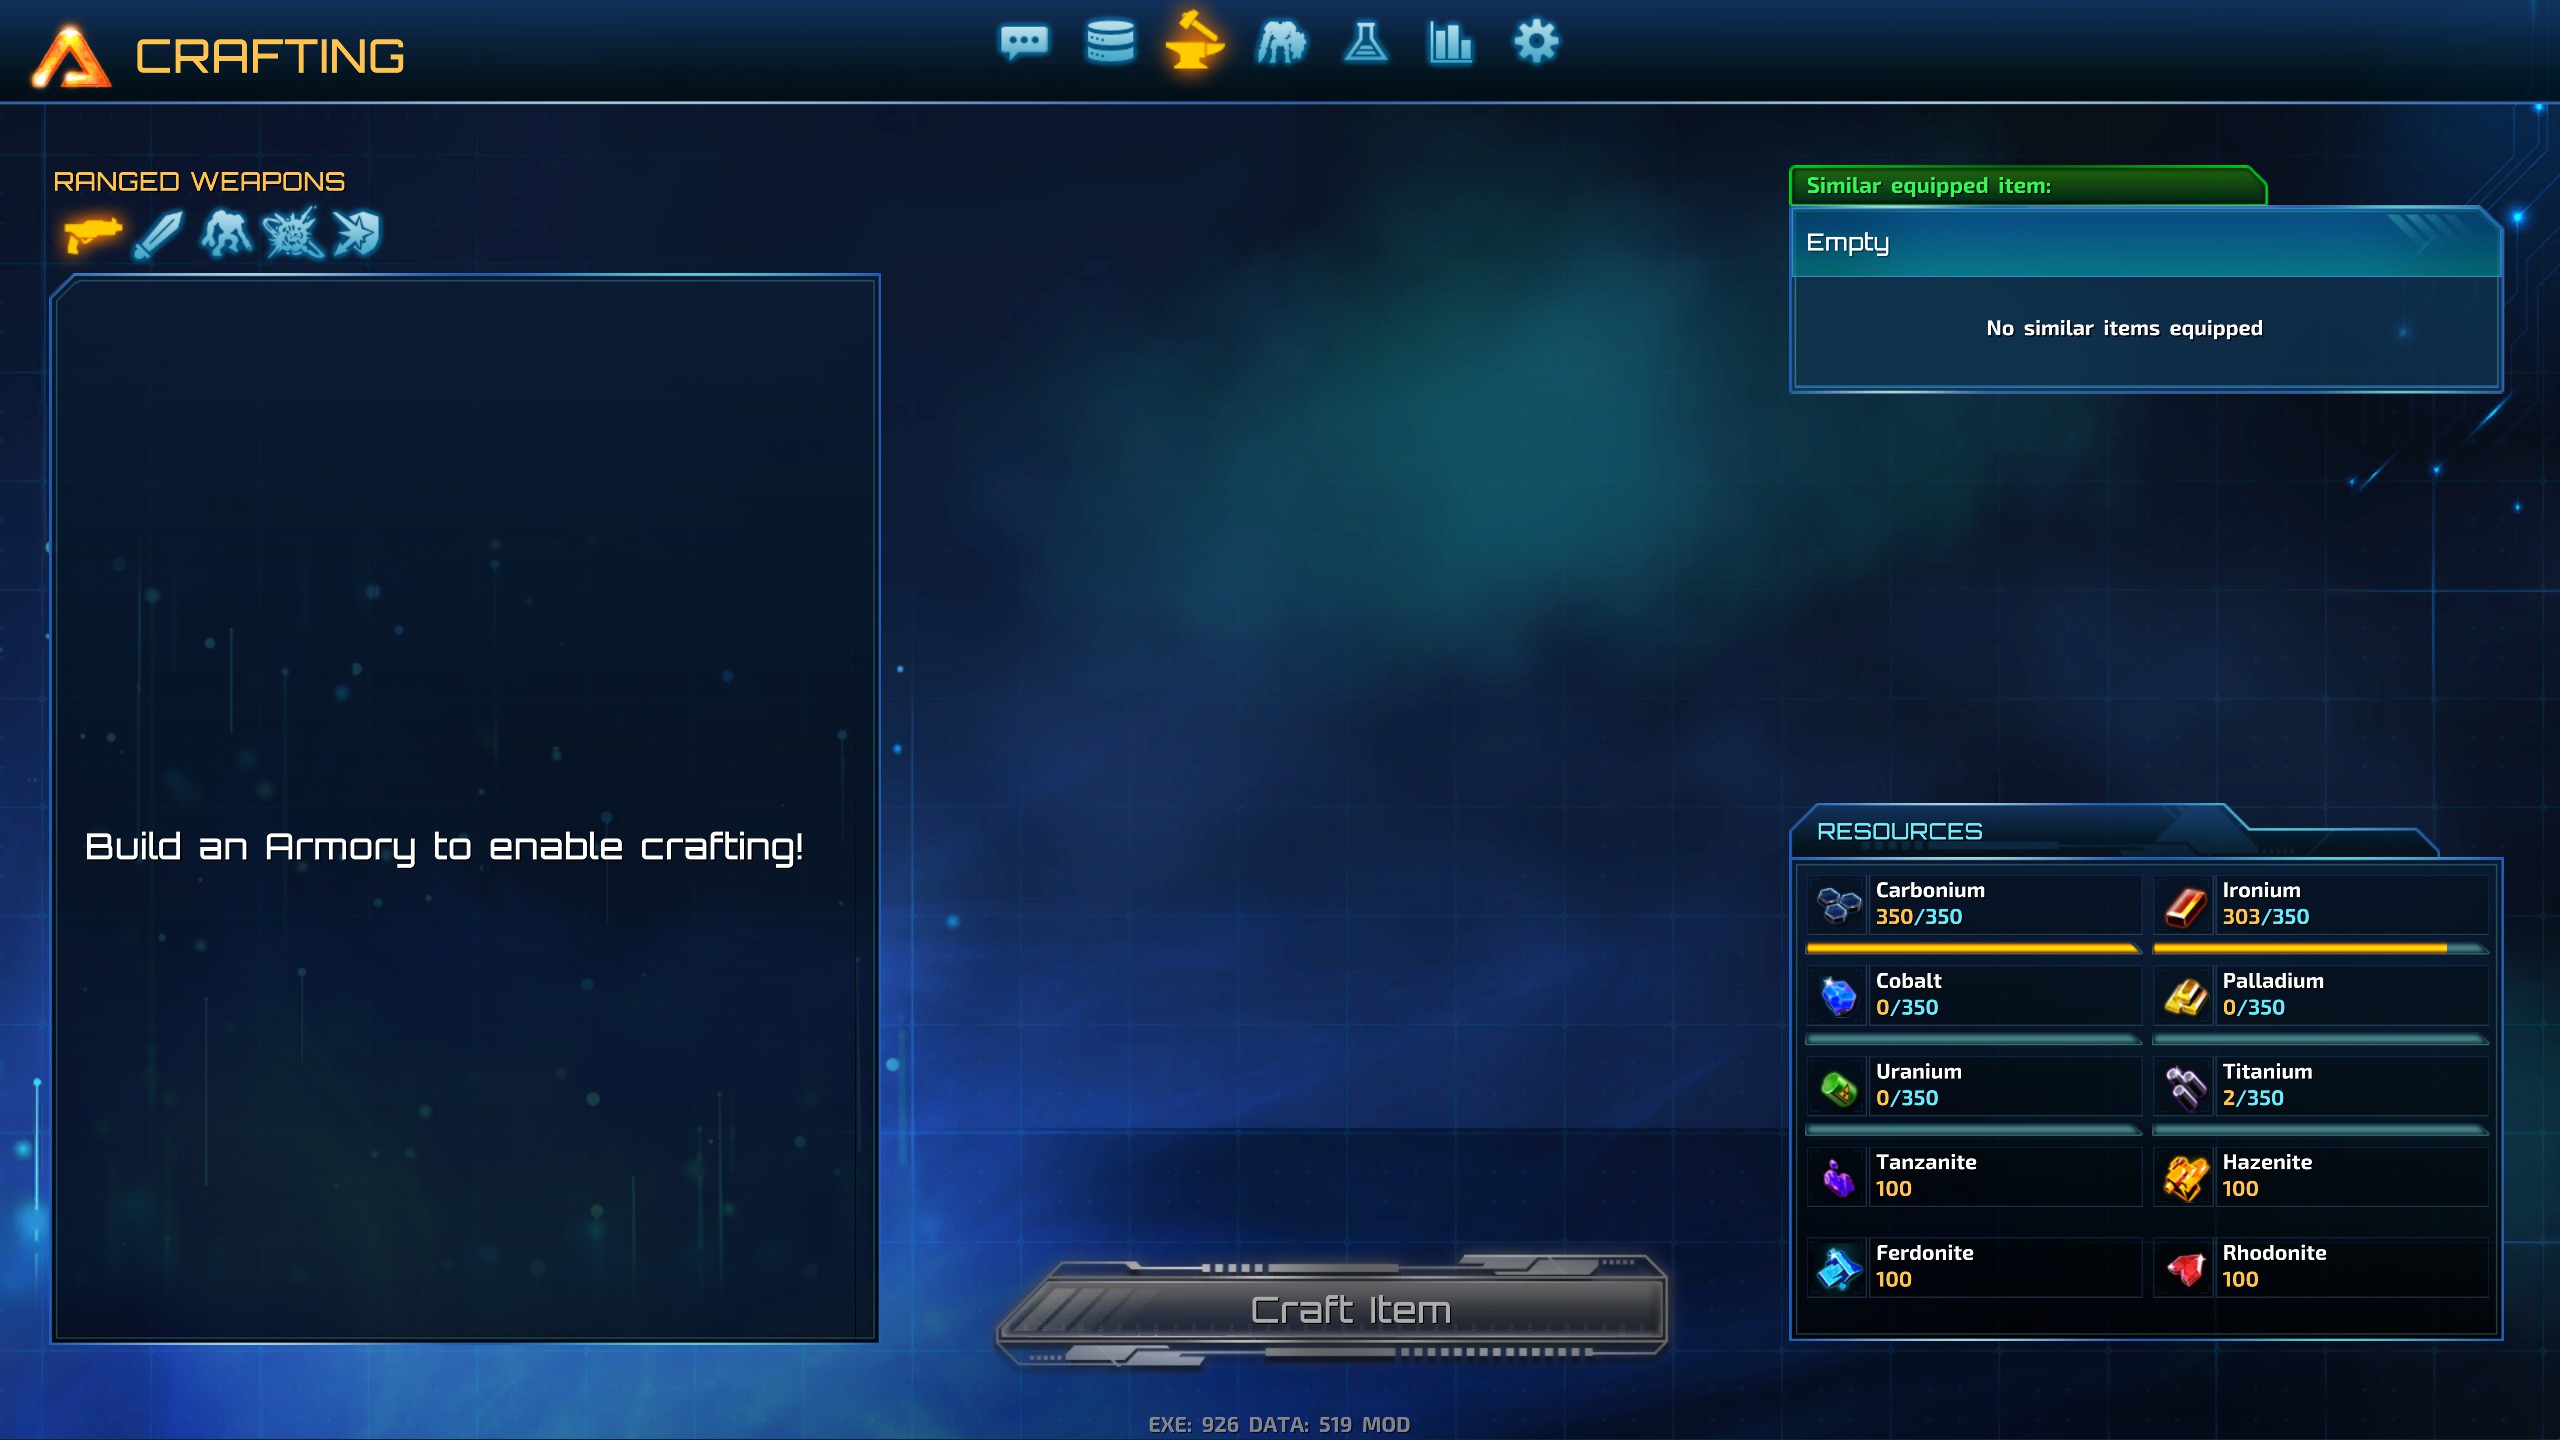 CRAFTING
RANGED WEAPONS
Build an Armory to enable crafting!
Similar equipped item:
Empty
No similar items equipped
RESOURCES
Carbonium
350/350
Ironium
303/350
Cobalt
0/350
Palladium
0/350
Uranium
0/350
Titanium
2/350
Tanzanite
100
Hazenite
100
Ferdonite
100
Rhodonite
100
Craft Item
EXE: 926 DATA: 519 MOD